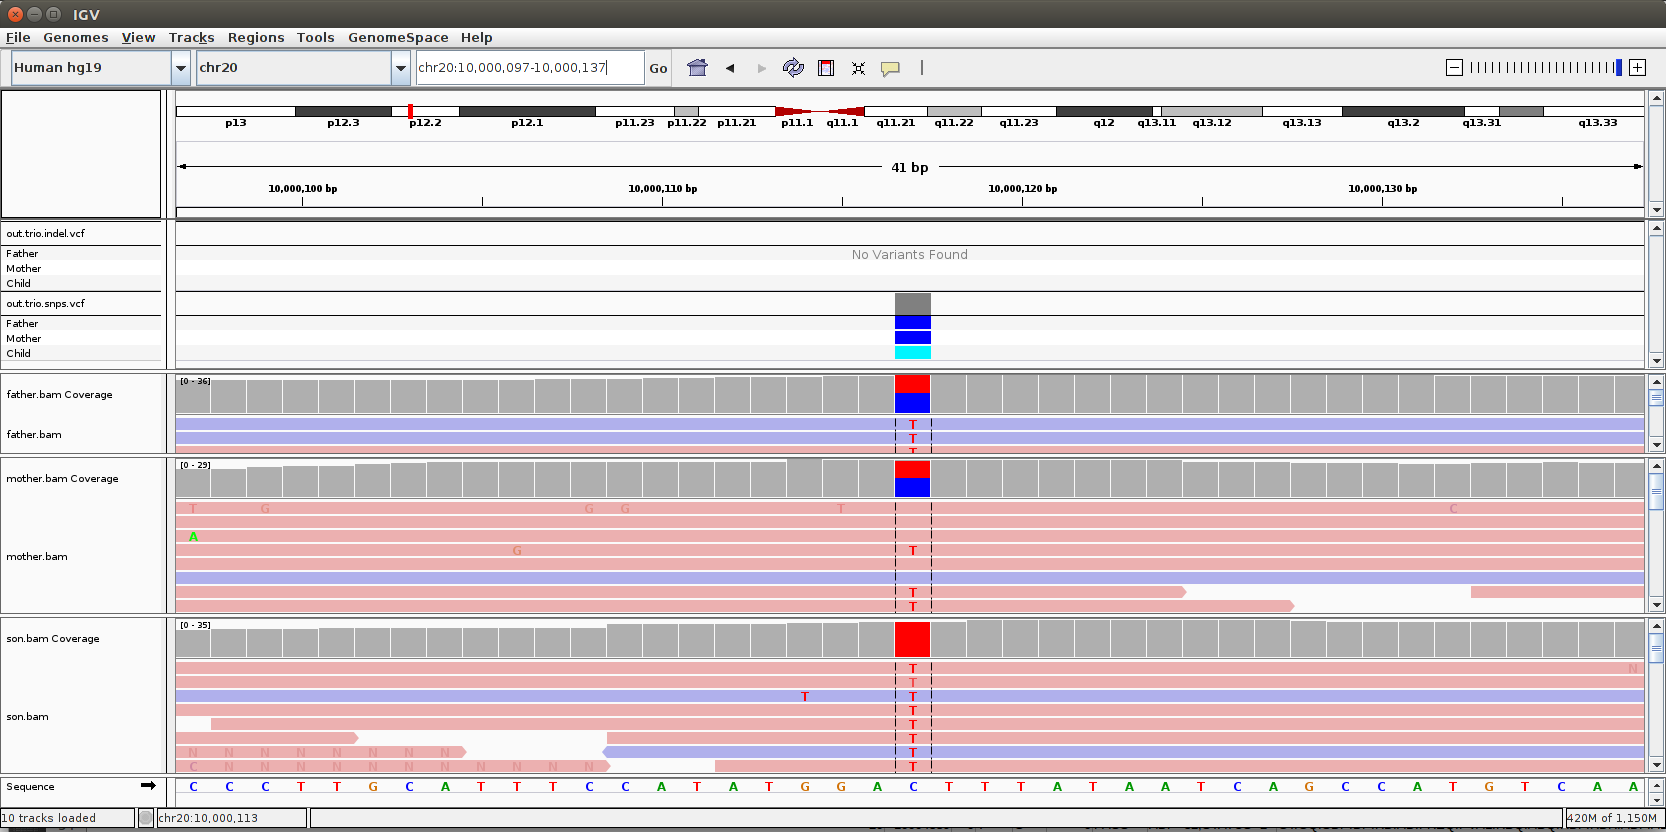 IGV
File Genomes View Tracks Regions Tools GenomeSpace Help
Human hg19 chr20 chr20:10,000,097-10,000,137 Go
p13 p12.3 p12.2 p12.1 p11.23 p11.22 p11.21 p11.1 q11.1 q11.21 q11.22 q11.23 q12 q13.11 q13.12 q13.13 q13.2 q13.31 q13.33
41 bp
10,000,100 bp 10,000,110 bp 10,000,120 bp 10,000,130 bp
out.trio.indel.vcf
Father No Variants Found
Mother
Child
out.trio.snps.vcf
Father
Mother
Child
[0 - 36]
father.bam Coverage
T
father.bam
T
T
[0 - 29]
mother.bam Coverage
T G G G T C
A
G T
mother.bam
T
T
[0 - 35]
son.bam Coverage
T N
T
T T
T
son.bam
T
T
N N N N N N N N T
C N N N N N N N N N N N T
Sequence C C C T T G C A T T T C C A T A T G G A C T T T A T A A T C A G C C A T G T C A A
10 tracks loaded chr20:10,000,113 420M of 1,150M